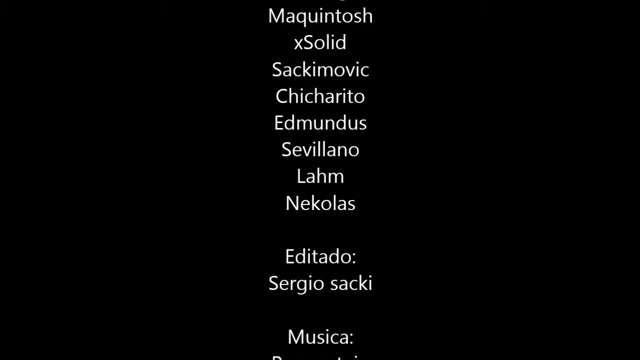 Maquintosh
xSolid
Sackimovic
Chicharito
Edmundus
Sevillano
Lahm
Nekolas
Editado:
Sergio sacki
Musica: